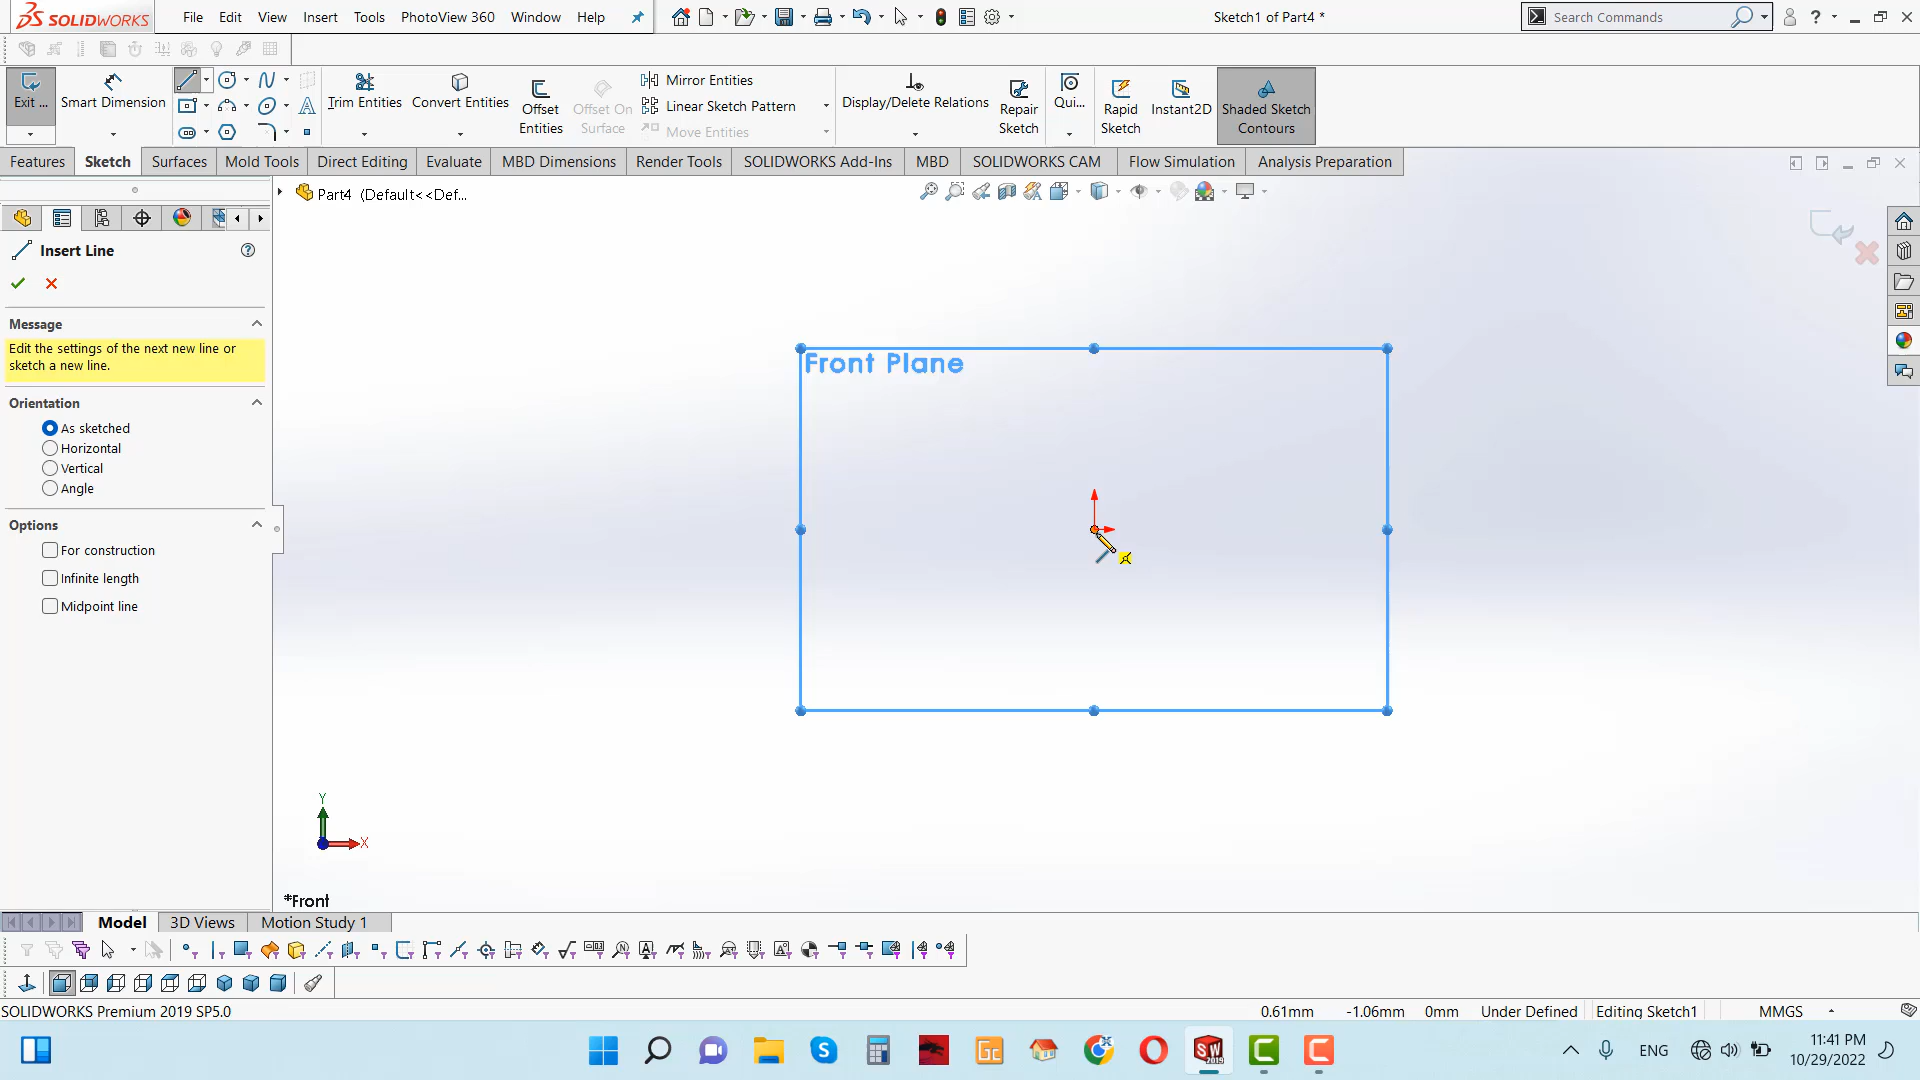 SOLIDWORKS File Edit View Insert Tools PhotoView 360 Window Help Sketch1 of Part4 * Search Commands
Exit ... Smart Dimension Trim Entities Convert Entities Offset Entities Offset On Surface Mirror Entities Linear Sketch Pattern Move Entities Display/Delete Relations Repair Sketch Qui... Rapid Sketch Instant2D Shaded Sketch Contours
Features Sketch Surfaces Mold Tools Direct Editing Evaluate MBD Dimensions Render Tools SOLIDWORKS Add-Ins MBD SOLIDWORKS CAM Flow Simulation Analysis Preparation
Part4 (Default<<Def...
Insert Line
Message
Edit the settings of the next new line or
sketch a new line.
Orientation
As sketched
Horizontal
Vertical
Angle
Options
For construction
Infinite length
Midpoint line
Front Plane
Y
X
*Front
Model 3D Views Motion Study 1
SOLIDWORKS Premium 2019 SP5.0 0.61mm -1.06mm 0mm Under Defined Editing Sketch1 MMGS
ENG 11:41 PM
10/29/2022